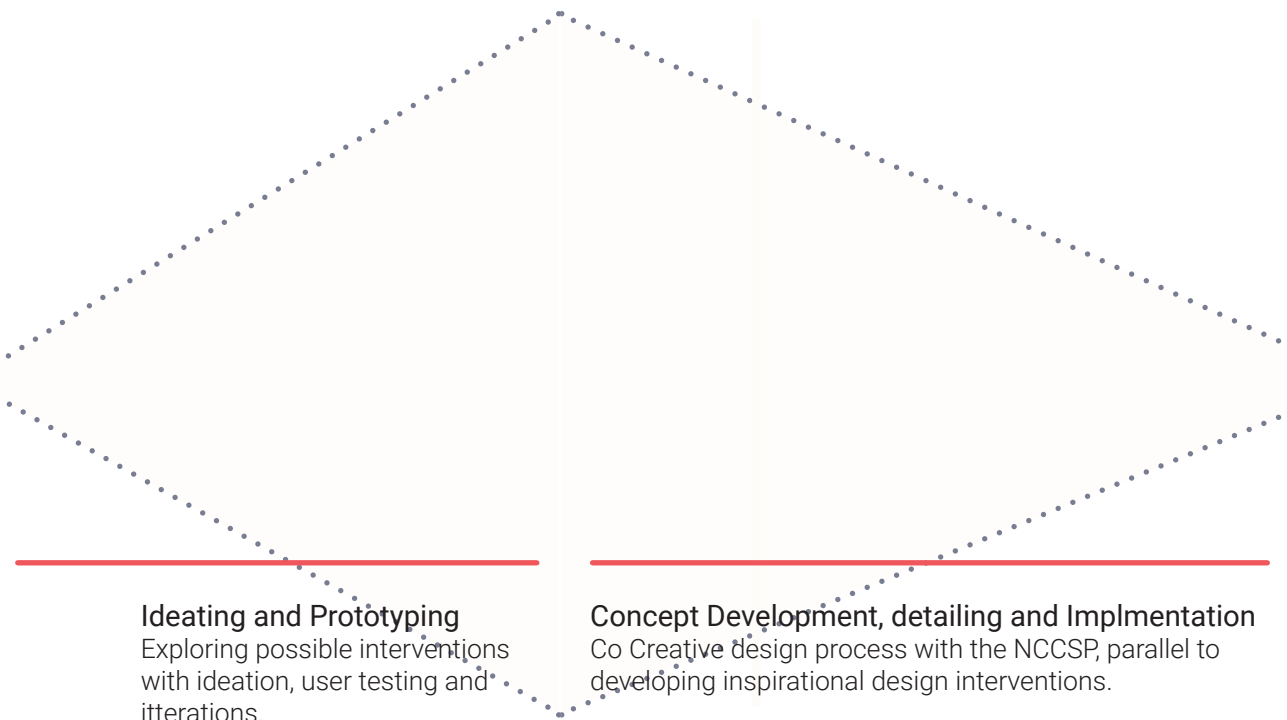 Ideating and Prototyping
Exploring possible interventions
with ideation, user testing and
itterations
Concept Development, detailing and Implmentation
Co Creative design process with the NCCSP, parallel to
developing inspirational design interventions.